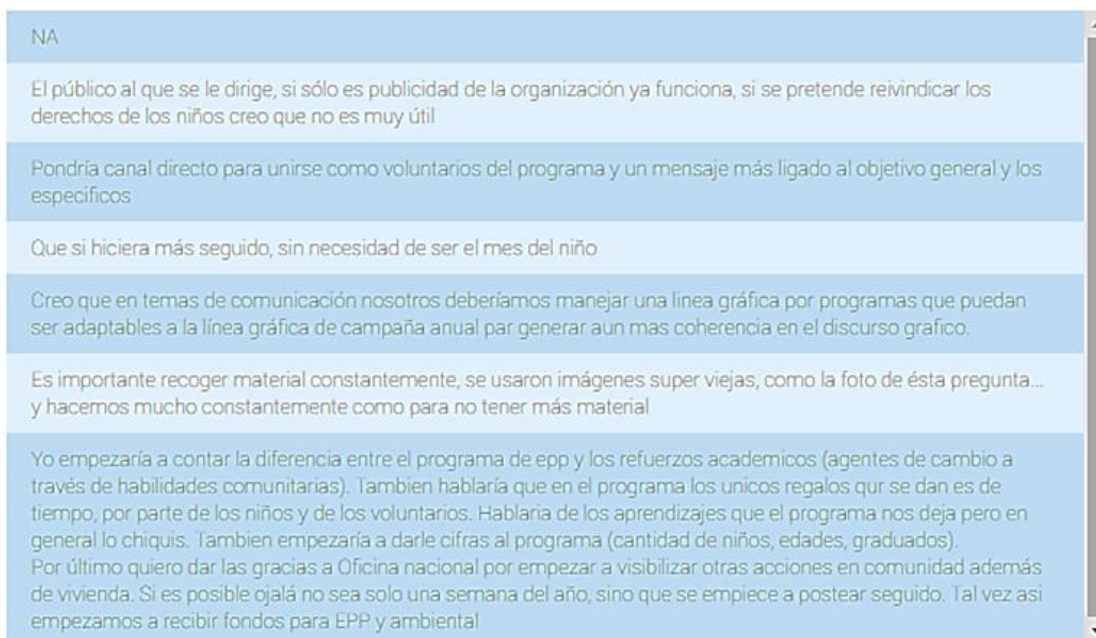 NA
El público al que se le dirige, si sólo es publicidad de la organización ya funciona, si se pretende reivindicar los
derechos de los niños creo que no es muy útil
Pondría canal directo para unirse como voluntarios del programa y un mensaje más ligado al objetivo general y los
especificos
Que si hiciera más seguido, sin necesidad de ser el mes del niño
Creo que en temas de comunicación nosotros deberíamos manejar una linea gráfica por programas que puedan
ser adaptables a la línea gráfica de campaña anual par generar aun mas coherencia en el discurso grafico.
Es importante recoger material constantemente, se usaron imágenes super viejas, como la foto de ésta pregunta...
y hacemos mucho constantemente como para no tener más material
Yo empezaría a contar la diferencia entre el programa de epp y los refuerzos academicos (agentes de cambio a
través de habilidades comunitarias). Tambien hablaría que en el programa los unicos regalos qur se dan es de
tiempo, por parte de los niños y de los voluntarios. Hablaria de los aprendizajes que el programa nos deja pero en
general lo chiquis. Tambien empezaría a darle cifras al programa (cantidad de niños, edades, graduados).
Por último quiero dar las gracias a Oficina nacional por empezar a visibilizar otras acciones en comunidad además
de vivienda. Si es posible ojalá no sea solo una semana del año, sino que se empiece a postear seguido. Tal vez asi
empezamos a recibir fondos para EPP y ambiental